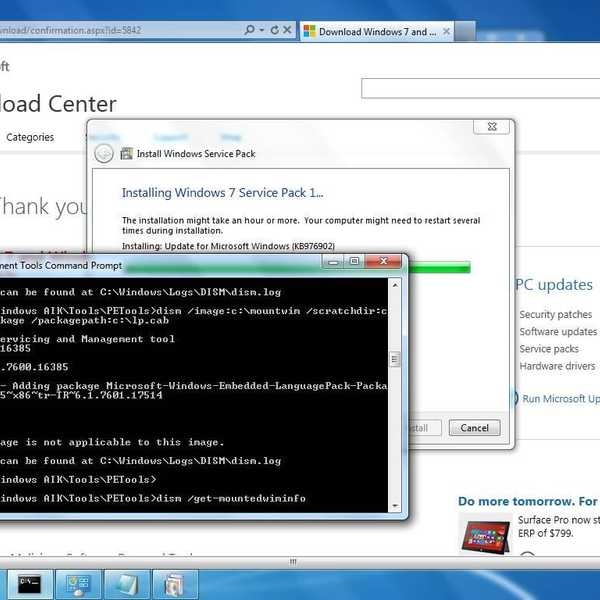 nload/confirmation.aspx?id=5842
Download Windows 7 and ...
ft
load Center
Categories
Security
Support
Thank you
Install Windows Service Pack
Installing Windows 7 Service Pack 1...
The installation might take an hour or more. Your computer might need to restart several
times during installation.
Installing: Update for Microsoft Windows (KB976902)
ment Tools Command Prompt
can be found at C:\Windows\Logs\DISM\dism.log
indows AIK\Tools\PETools>dism /image:c:\mountwim /scratchdir:c
kage /packagepath:c:\lp.cab
ervicing and Management tool
16385
.7600.16385
- Adding package Microsoft-Windows-Embedded-LanguagePack-Packa
5~x86~tr-IR~6.1.7601.17514
age is not applicable to this image.
can be found at C:\Windows\Logs\DISM\dism.log
indows AIK\Tools\PETools>
indows AIK\Tools\PETools>dism /get-mountedwiminfo
stall
Cancel
PC updates
Security patches
Software updates
Service packs
Hardware drivers
Run Microsoft Up
Do more tomorrow. For
Surface Pro now st
ERP of $799.